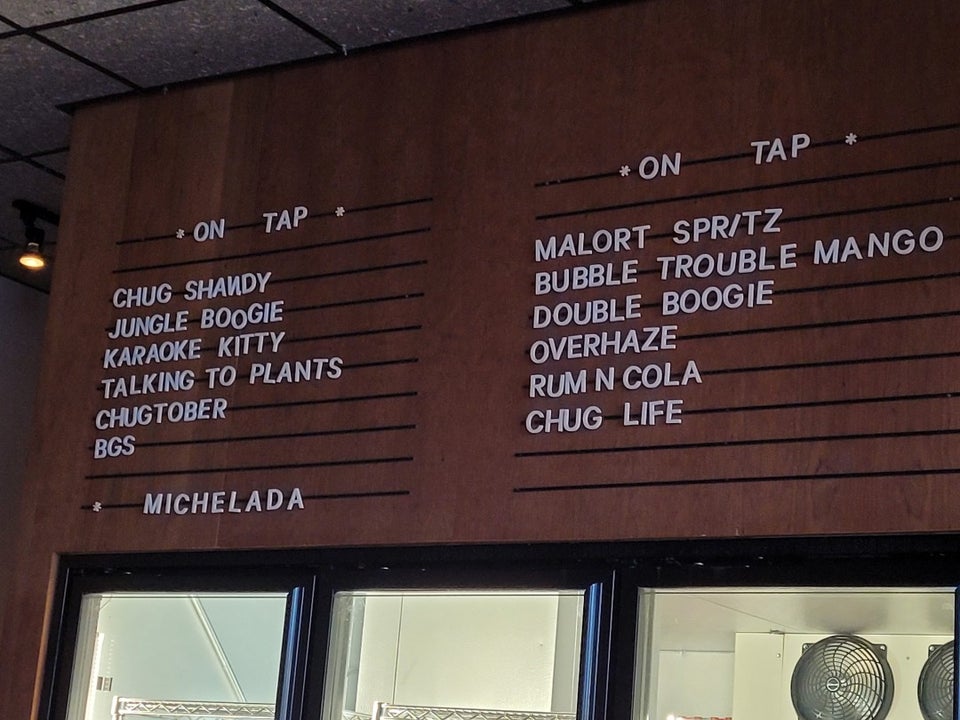 * ON TAP *
CHUG SHANDY
JUNGLE BOOGIE
KARAOKE KITTY
TALKING TO PLANTS
CHUGTOBER
BGS
* MICHELADA
* ON TAP *
MALORT SPR/TZ
BUBBLE TROUBLE MANGO
DOUBLE BOOGIE
OVERHAZE
RUM N COLA
CHUG LIFE